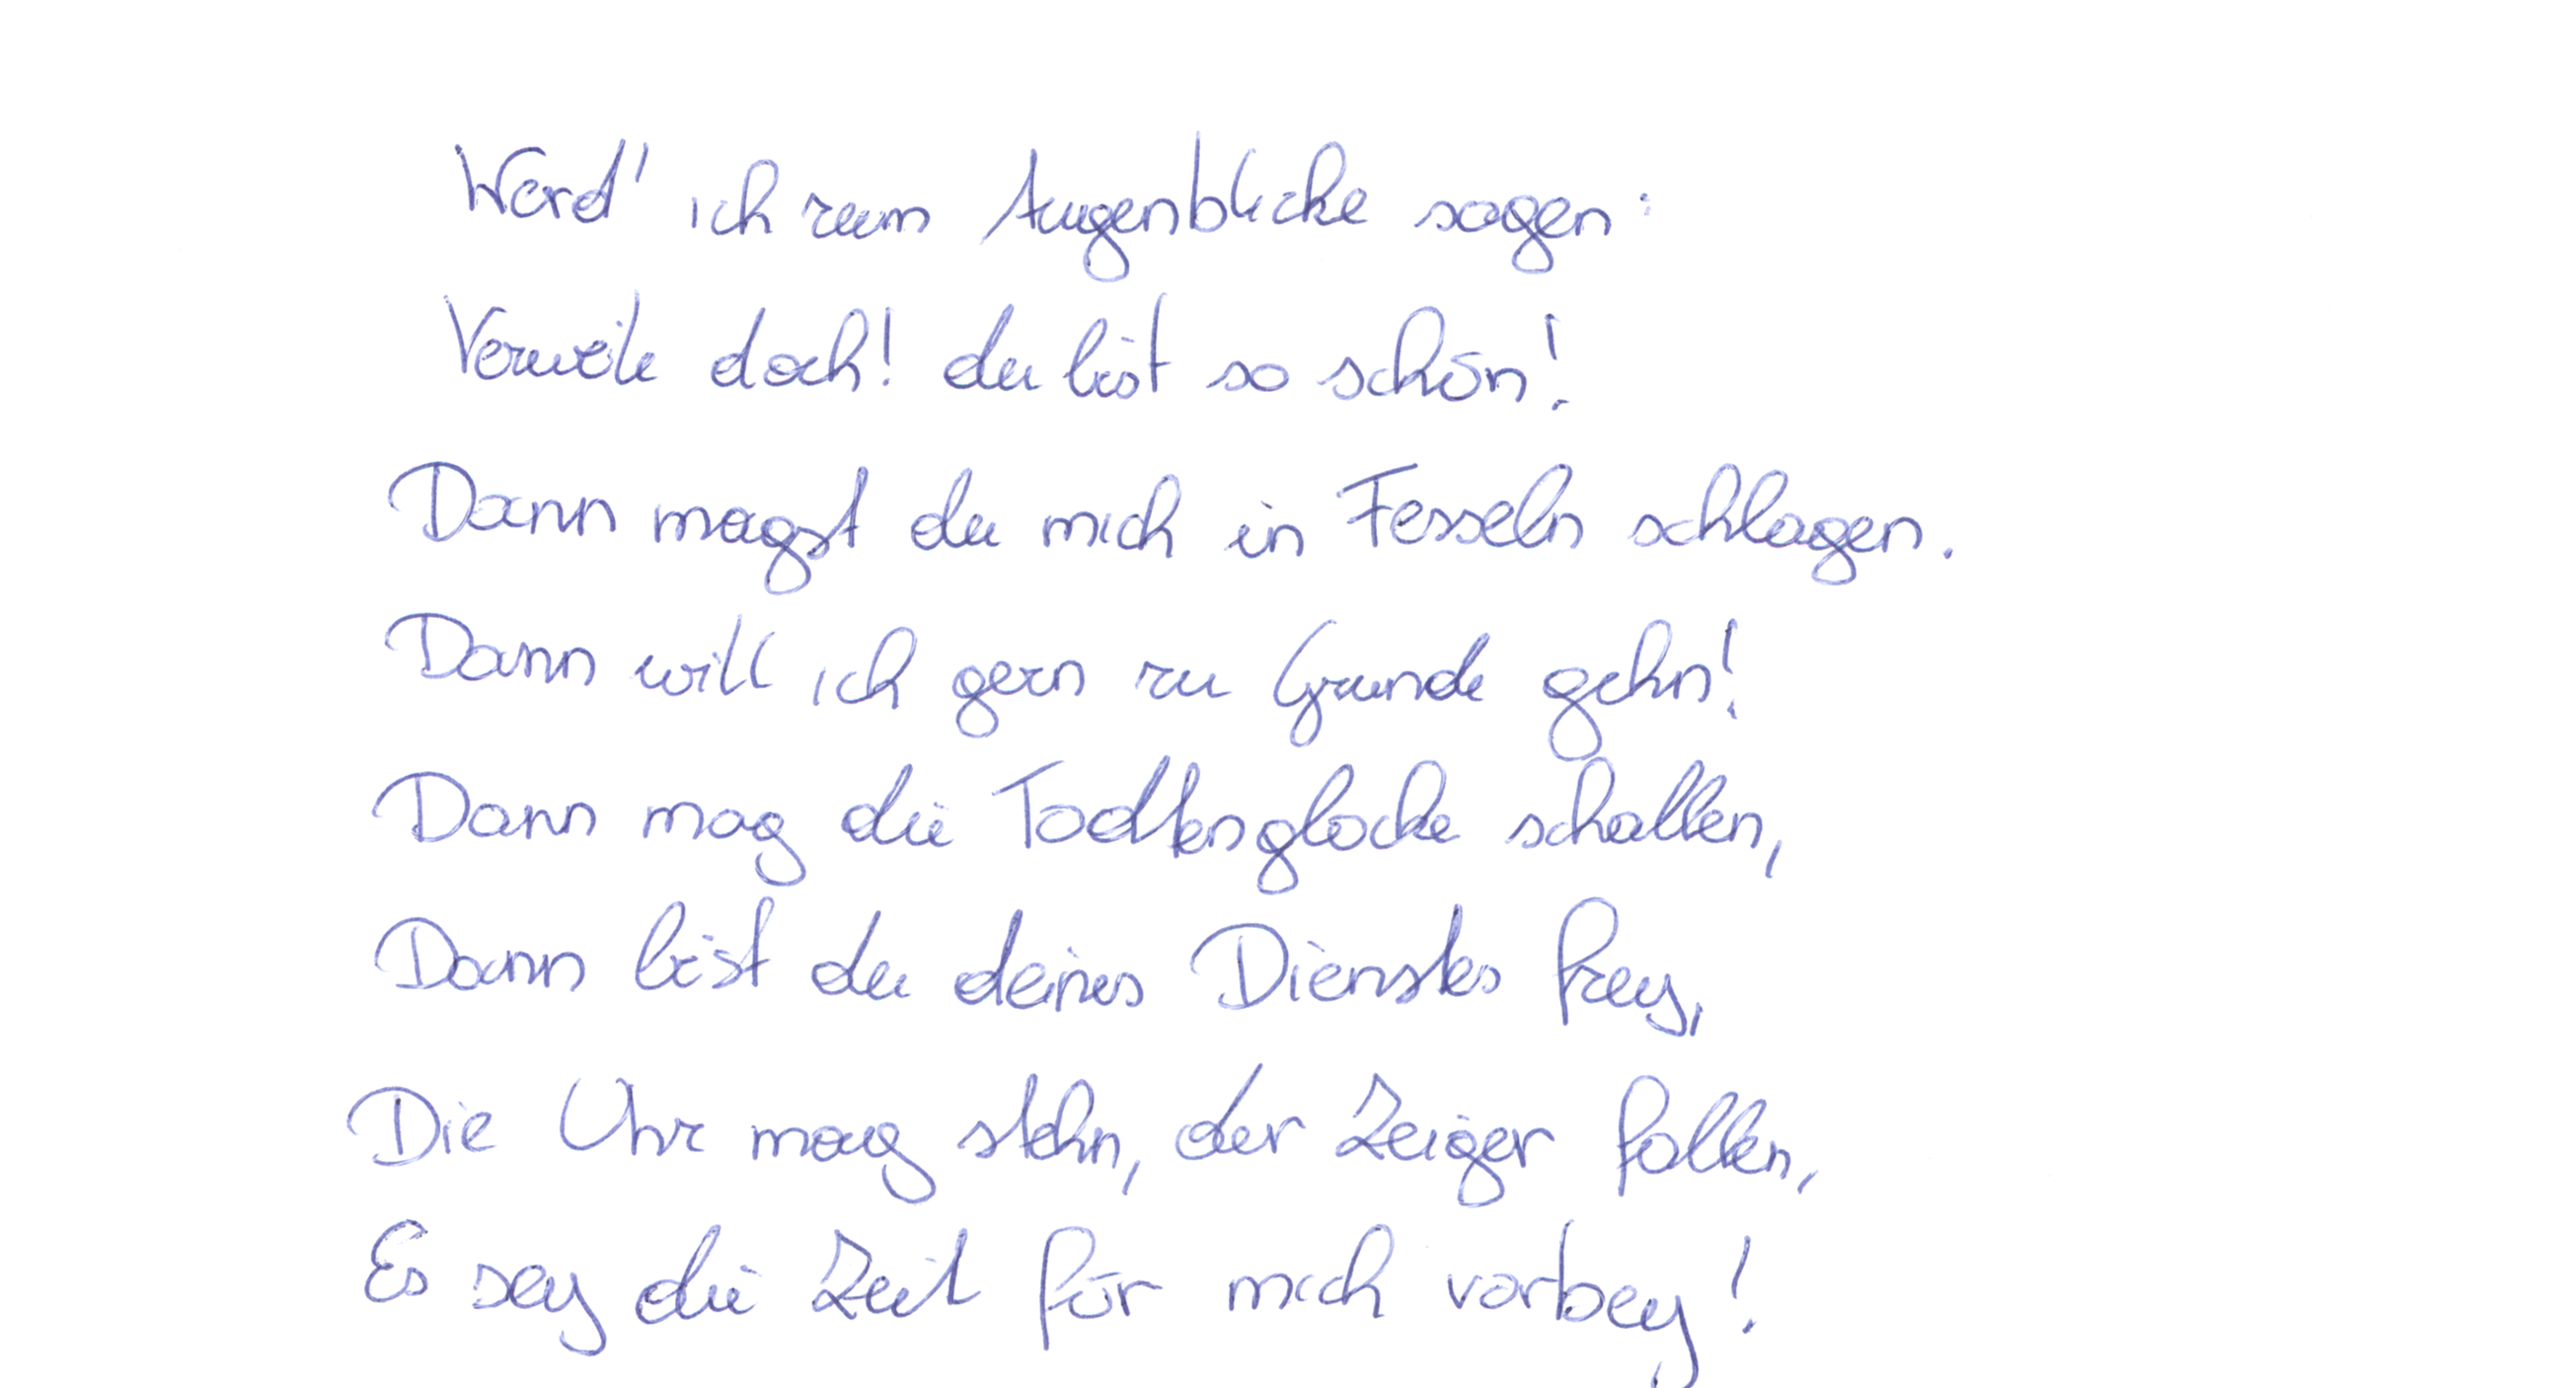 Werd' ich zum Augenblicke sagen:
Verweile doch! du bist so schön!
Dann magst du mich in Fesseln schlagen.
Dann will ich gern zu Grunde gehn!
Dann mag die Todtenglocke schallen,
Dann bist du deines Dienstes frey,
Die Uhr mag stehn, der Zeiger fallen,
Es sey die Zeit für mich vorbey!